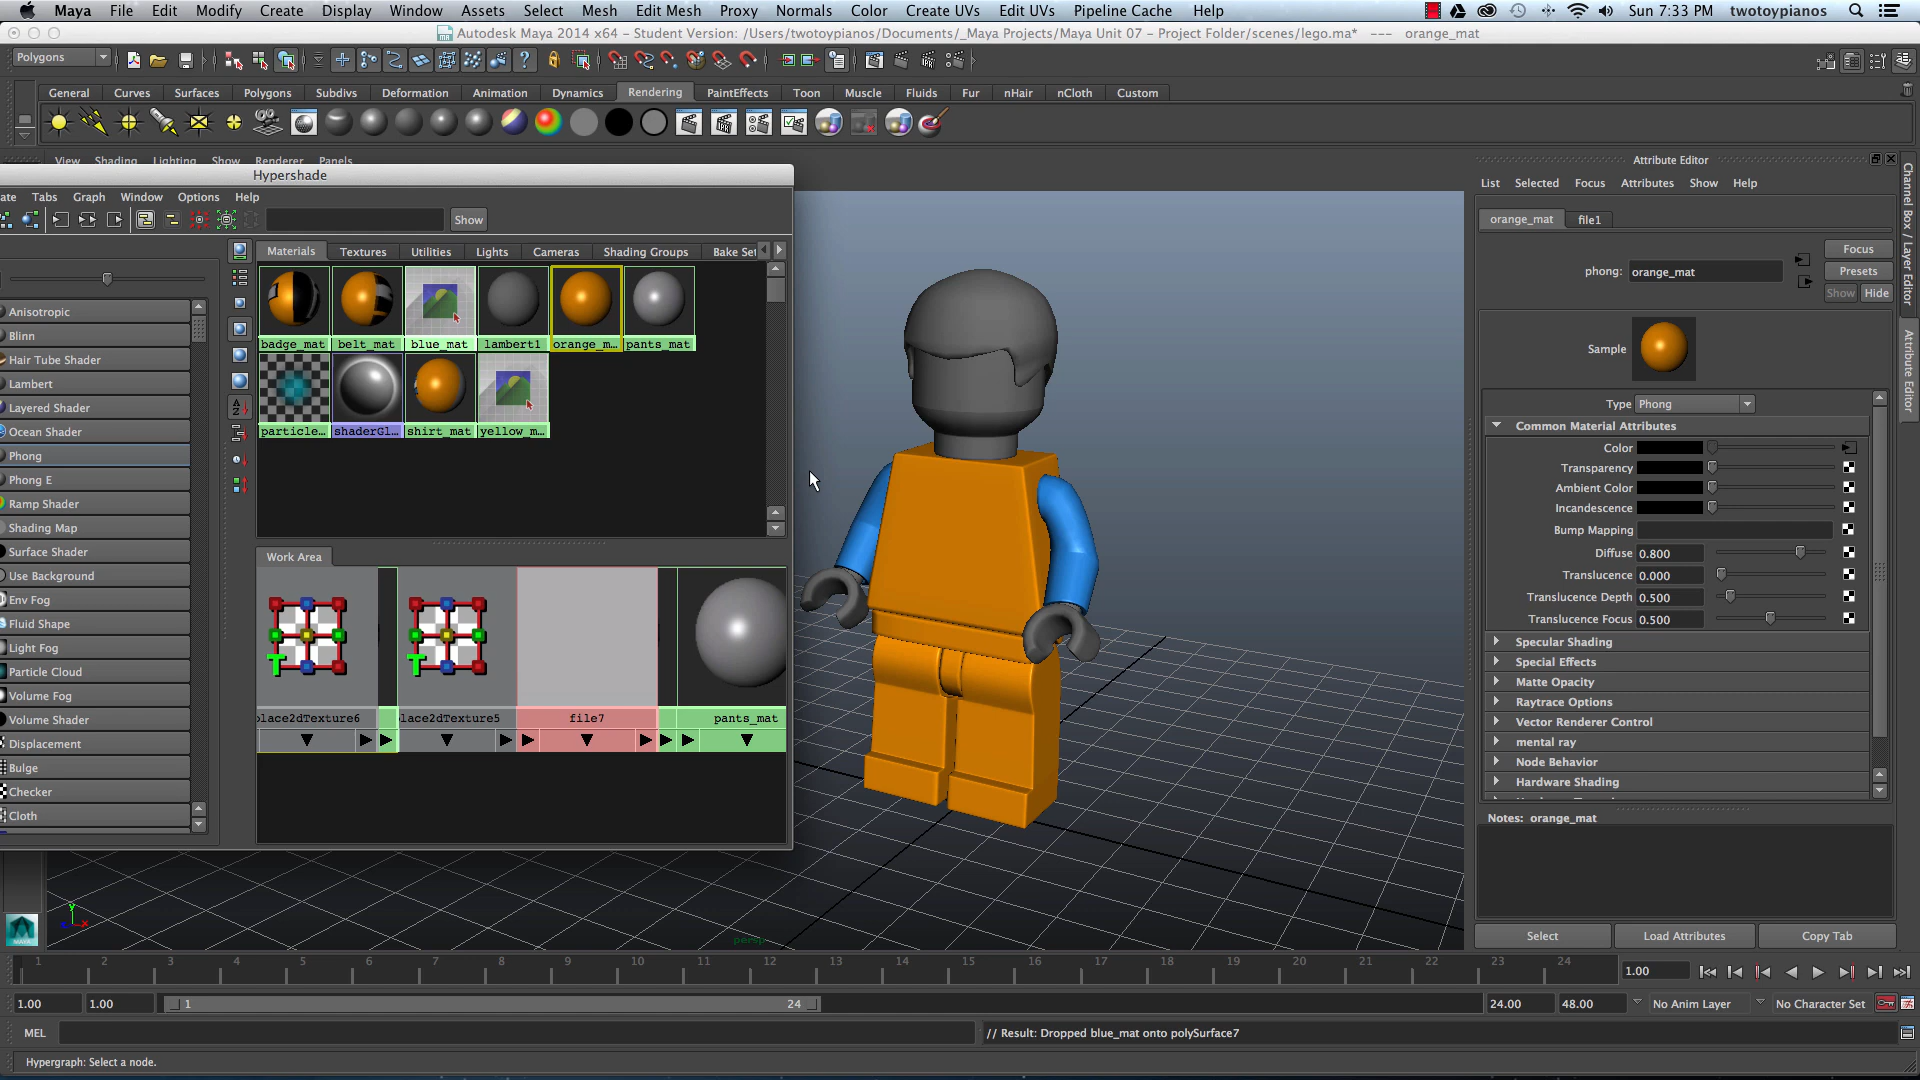 Maya File Edit Modify Create Display Window Assets Select Mesh Edit Mesh Proxy Normals Color Create UVs Edit UVs Pipeline Cache Help Sun 7:33 PM twotoypianos
Autodesk Maya 2014 x64 - Student Version: /Users/twotoypianos/Documents/_Maya Projects/Maya Unit 07 - Project Folder/scenes/lego.ma* --- orange_mat
Polygons
General Curves Surfaces Polygons Subdivs Deformation Animation Dynamics Rendering PaintEffects Toon Muscle Fluids Fur nHair nCloth Custom
View Shading Lighting Show Renderer Panels
Hypershade
ate Tabs Graph Window Options Help
Show
Materials Textures Utilities Lights Cameras Shading Groups Bake Set
badge_mat belt_mat blue_mat lambert1 orange_m... pants_mat
particle... shaderGl... shirt_mat yellow_m...
Anisotropic
Blinn
Hair Tube Shader
Lambert
Layered Shader
Ocean Shader
Phong
Phong E
Ramp Shader
Shading Map
Surface Shader
Use Background
Env Fog
Fluid Shape
Light Fog
Particle Cloud
Volume Fog
Volume Shader
Displacement
Bulge
Checker
Cloth
Work Area
lace2dTexture6 lace2dTexture5 file7 pants_mat
persp
Attribute Editor
List Selected Focus Attributes Show Help
orange_mat file1
Focus
phong: orange_mat
Presets
Show Hide
Sample
Type Phong
Common Material Attributes
Color
Transparency
Ambient Color
Incandescence
Bump Mapping
Diffuse 0.800
Translucence 0.000
Translucence Depth 0.500
Translucence Focus 0.500
Specular Shading
Special Effects
Matte Opacity
Raytrace Options
Vector Renderer Control
mental ray
Node Behavior
Hardware Shading
Notes: orange_mat
Select Load Attributes Copy Tab
Channel Box / Layer Editor
Attribute Editor
1 2 3 4 5 6 7 8 9 10 11 12 13 14 15 16 17 18 19 20 21 22 23 24 1.00
1.00 1.00 1 24 24.00 48.00 No Anim Layer No Character Set
MEL // Result: Dropped blue_mat onto polySurface7
Hypergraph: Select a node.